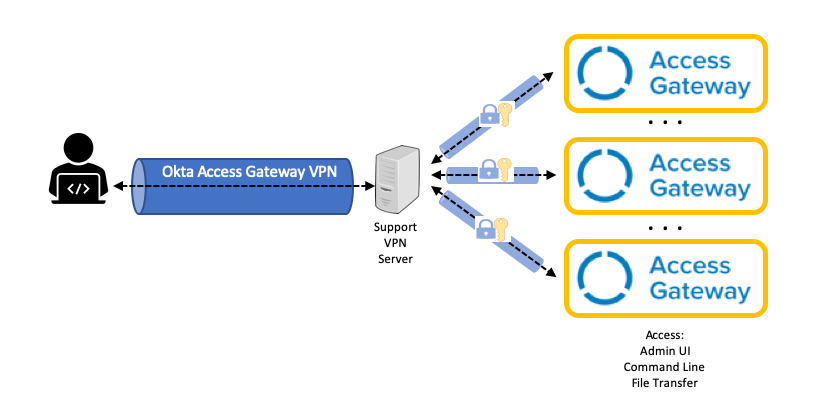 Access
Gateway
. . .
Okta Access Gateway VPN
</>
Support
VPN
Server
Access
Gateway
. . .
Access
Gateway
Access:
Admin UI
Command Line
File Transfer